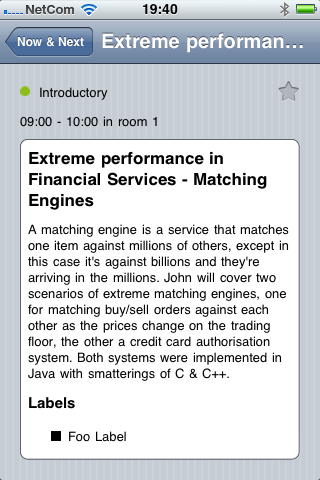 NetCom 19:40
Now & Next Extreme performan...
Introductory
09:00 - 10:00 in room 1
Extreme performance in
Financial Services - Matching
Engines
A matching engine is a service that matches
one item against millions of others, except in
this case it's against billions and they're
arriving in the millions. John will cover two
scenarios of extreme matching engines, one
for matching buy/sell orders against each
other as the prices change on the trading
floor, the other a credit card authorisation
system. Both systems were implemented in
Java with smatterings of C & C++.
Labels
Foo Label